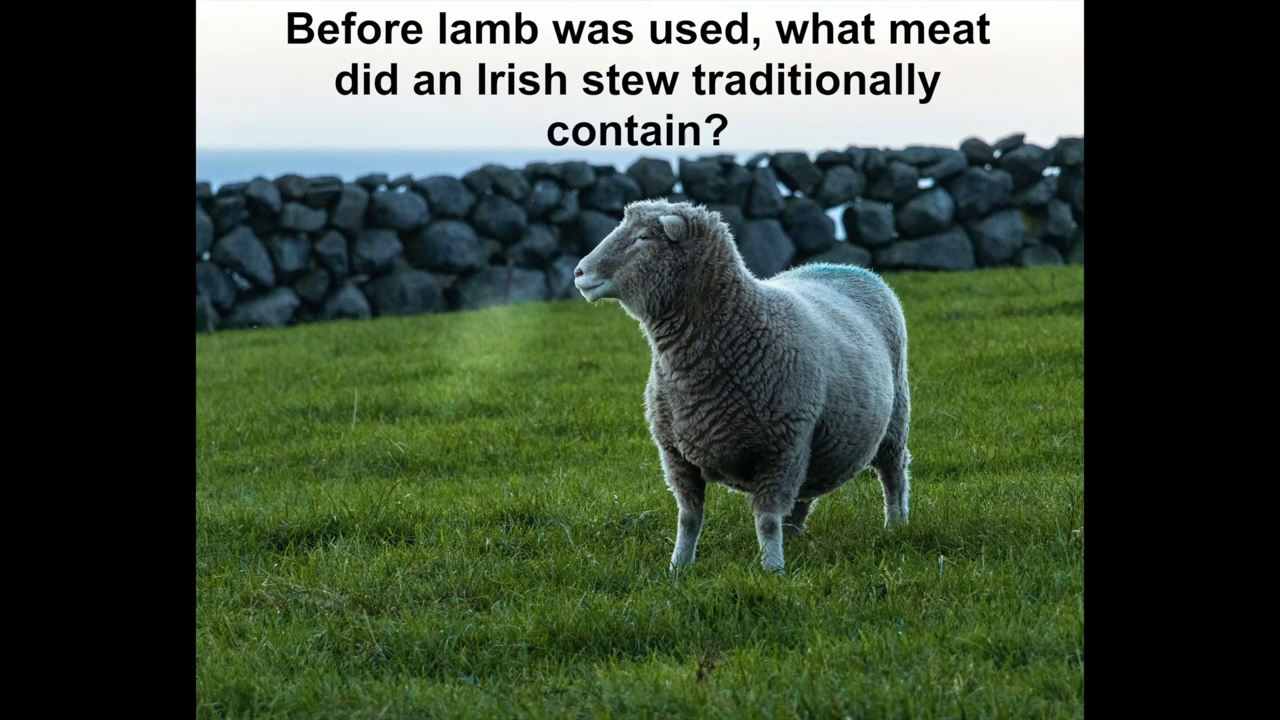 Before lamb was used, what meat
did an Irish stew traditionally
contain?